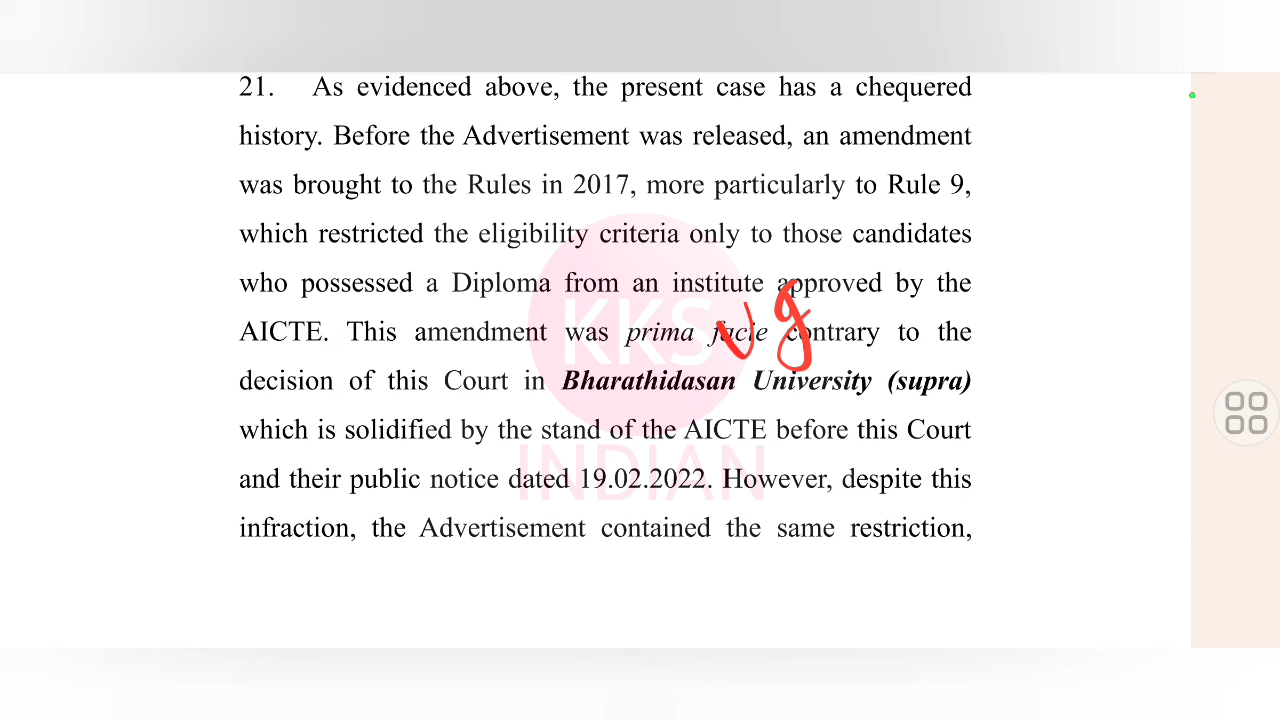 21. As evidenced above, the present case has a chequered
history. Before the Advertisement was released, an amendment
was brought to the Rules in 2017, more particularly to Rule 9,
which restricted the eligibility criteria only to those candidates
who possessed a Diploma from an institute approved by the
AICTE. This amendment was prima facie contrary to the
decision of this Court in Bharathidasan University (supra)
which is solidified by the stand of the AICTE before this Court
and their public notice dated 19.02.2022. However, despite this
infraction, the Advertisement contained the same restriction,
KKS
INDIAN